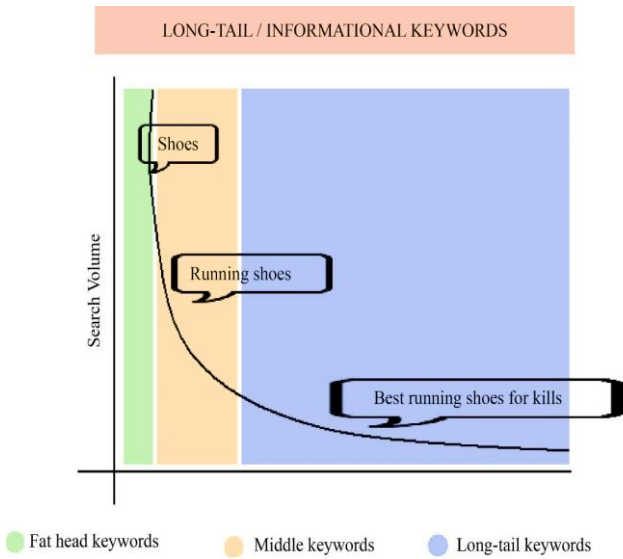 LONG-TAIL / INFORMATIONAL KEYWORDS
Shoes
Running shoes
Best running shoes for kills
Search Volume
Fat head keywords
Middle keywords
Long-tail keywords